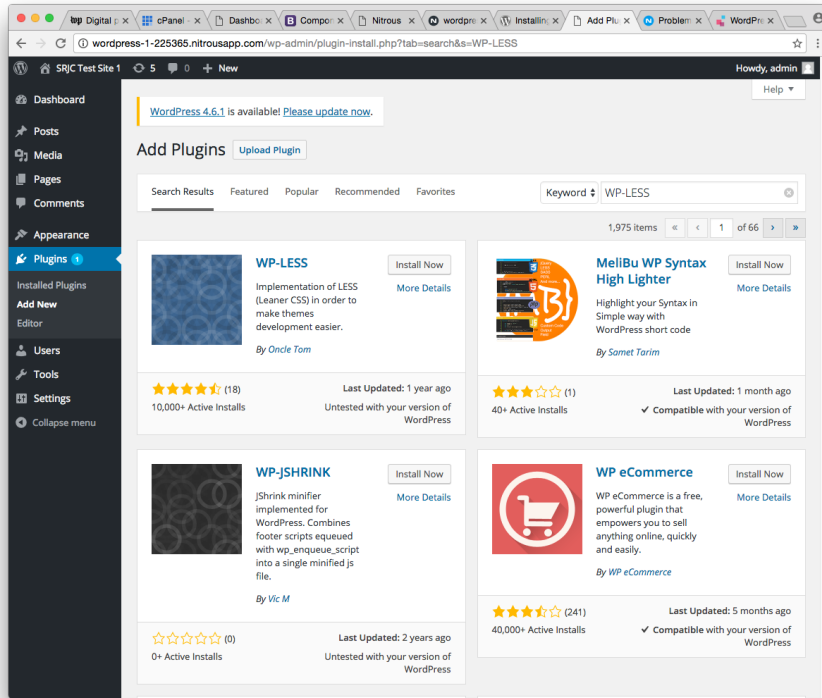 Digital p
cPanel -
Dashbo
Compon
Nitrous
wordpre
Installing
Add Plu
Problem
WordPre
wordpress-1-225365.nitrousapp.com/wp-admin/plugin-install.php?tab=search&s=WP-LESS
SRJC Test Site 1 5 0 + New
Howdy, admin
Help
Dashboard
Posts
Media
Pages
Comments
Appearance
Plugins 1
Installed Plugins
Add New
Editor
Users
Tools
Settings
Collapse menu
WordPress 4.6.1 is available! Please update now.
Add Plugins Upload Plugin
Search Results Featured Popular Recommended Favorites
Keyword WP-LESS
1,975 items « ‹ 1 of 66 › »
WP-LESS
Install Now
More Details
Implementation of LESS
(Leaner CSS) in order to
make themes
development easier.
By Oncle Tom
(18)
10,000+ Active Installs
Last Updated: 1 year ago
Untested with your version of
WordPress
MeliBu WP Syntax
High Lighter
Install Now
More Details
Highlight your Syntax in
Simple way with
WordPress short code
By Samet Tarim
(1)
40+ Active Installs
Last Updated: 1 month ago
✓ Compatible with your version of
WordPress
WP-JSHRINK
Install Now
More Details
JShrink minifier
implemented for
WordPress. Combines
footer scripts equeued
with wp_enqueue_script
into a single minified js
file.
By Vic M
(0)
0+ Active Installs
Last Updated: 2 years ago
Untested with your version of
WordPress
WP eCommerce
Install Now
More Details
WP eCommerce is a free,
powerful plugin that
empowers you to sell
anything online, quickly
and easily.
By WP eCommerce
(241)
40,000+ Active Installs
Last Updated: 5 months ago
✓ Compatible with your version of
WordPress